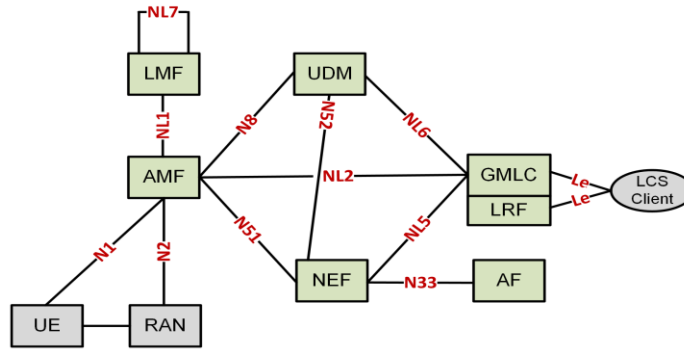 NL7
LMF
UDM
NL1
N8
N52
NL6
AMF
NL2
GMLC
LRF
Le
Le
LCS
Client
N51
NL5
N1
N2
NEF
N33
AF
UE
RAN